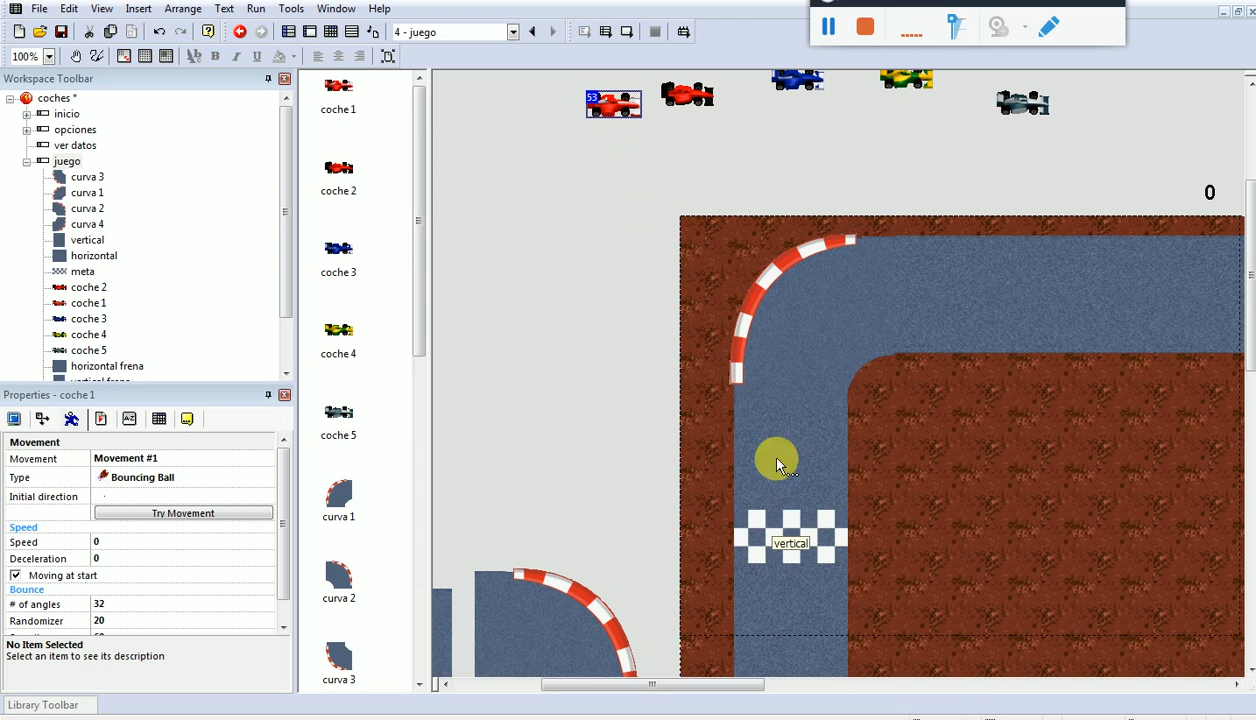 File Edit View Insert Arrange Text Run Tools Window Help
4 - juego
100%
Workspace Toolbar
coches *
inicio
opciones
ver datos
juego
curva 3
curva 1
curva 2
curva 4
vertical
horizontal
meta
coche 2
coche 1
coche 3
coche 4
coche 5
horizontal frena
Properties - coche 1
Movement
Movement Movement #1
Type Bouncing Ball
Initial direction
Try Movement
Speed
Speed 0
Deceleration 0
Moving at start
Bounce
# of angles 32
Randomizer 20
No Item Selected
Select an item to see its description
Library Toolbar
coche 1
coche 2
coche 3
coche 4
coche 5
curva 1
curva 2
curva 3
53
0
vertical